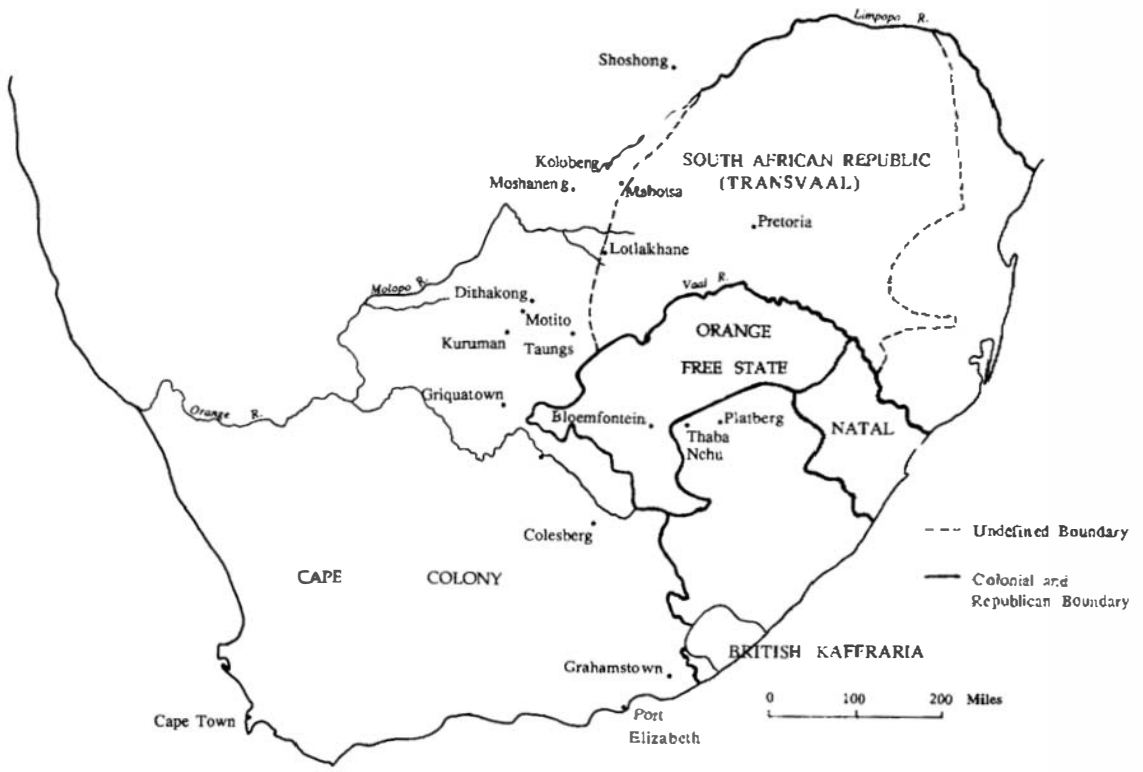 Limpopo R.
Shoshong
Kolobeng
SOUTH AFRICAN REPUBLIC
(TRANSVAAL)
Moshaneng
Mabotsa
Pretoria
Lotlakhane
Molopo R.
Vaal R.
Dithakong
Motito
ORANGE
Kuruman
Taungs
FREE STATE
Griquatown
Orange R.
Bloemfontein
Platberg
NATAL
Thaba
Nchu
Colesberg
Undefined Boundary
CAPE COLONY
Colonial and
Republican Boundary
BRITISH KAFFRARIA
Grahamstown
0 100 200 Miles
Cape Town
Port
Elizabeth